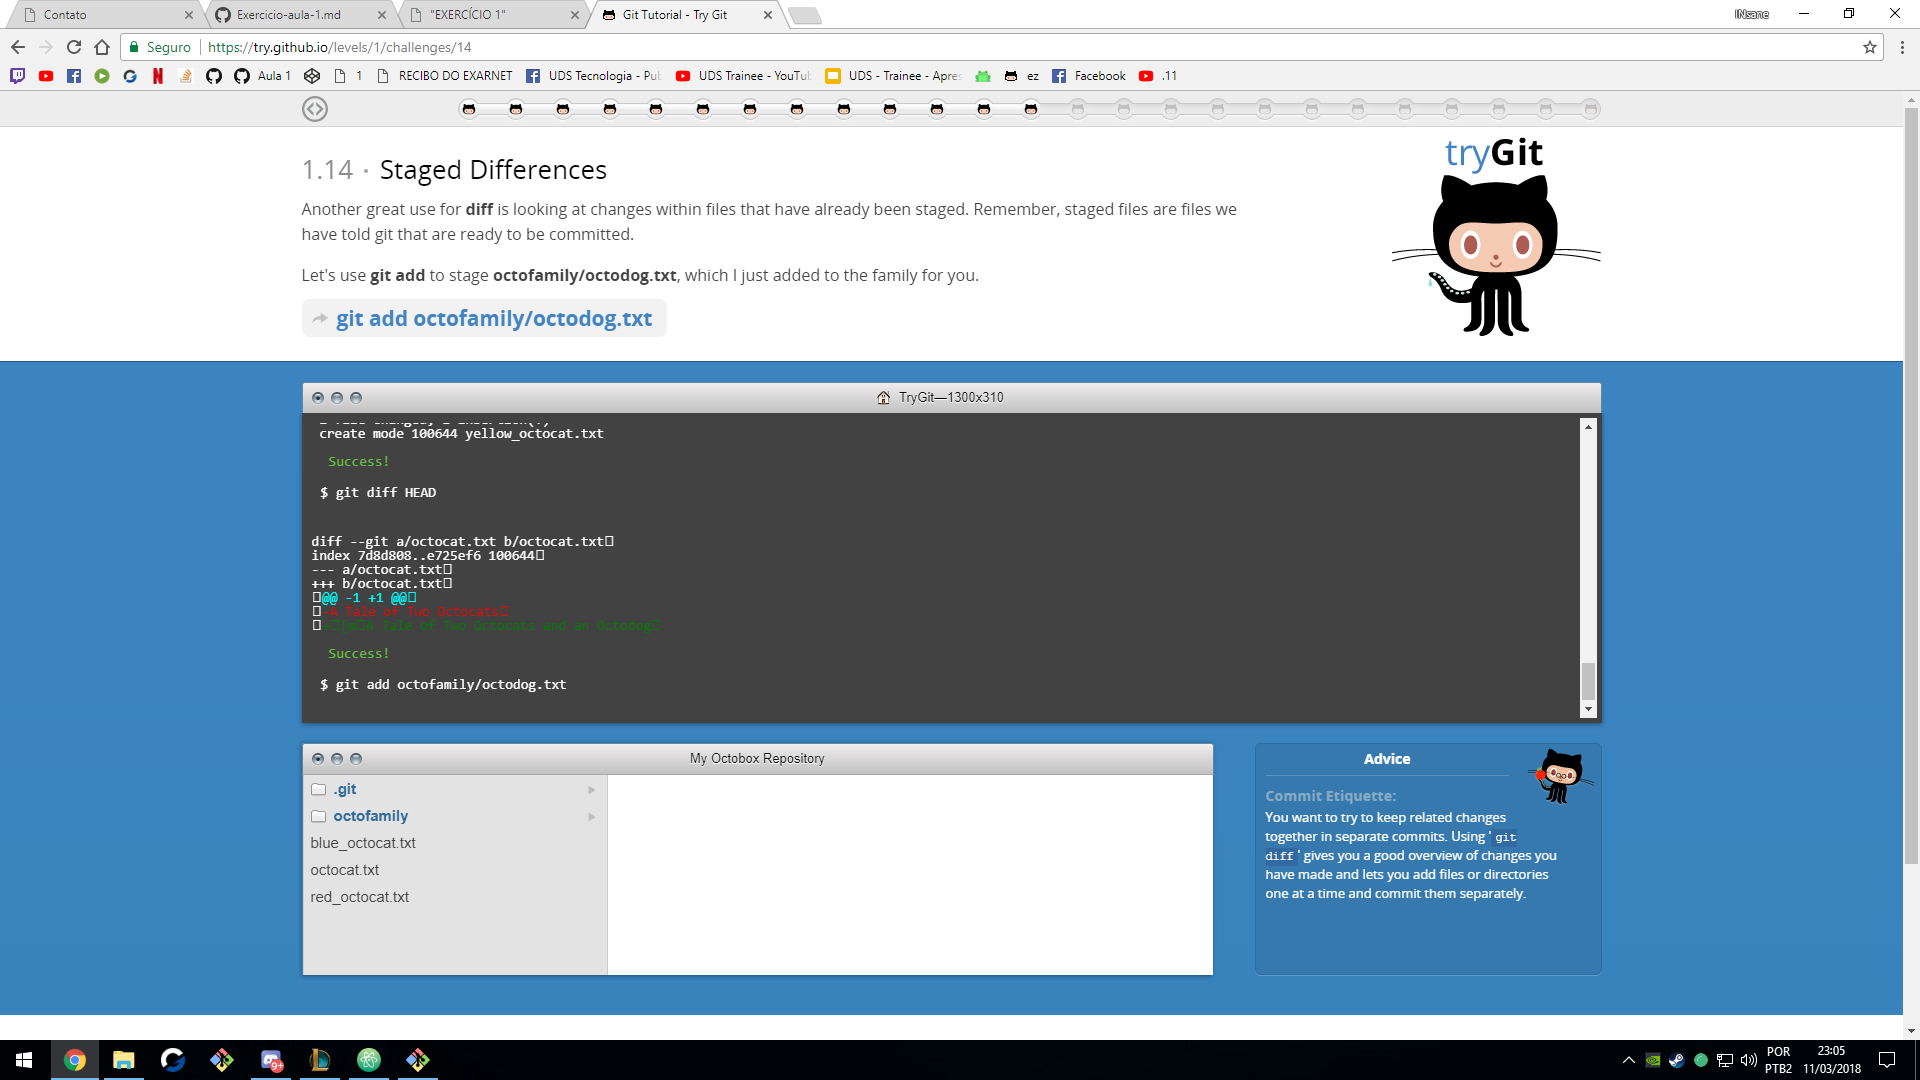 Contato
Exercicio-aula-1.md
"EXERCÍCIO 1"
Git Tutorial - Try Git
INsane
Seguro
https://try.github.io/levels/1/challenges/14
Aula 1
1
RECIBO DO EXARNET
UDS Tecnologia - Pub
UDS Trainee - YouTu
UDS - Trainee - Apres
ez
Facebook
.11
1.14 · Staged Differences
tryGit
Another great use for diff is looking at changes within files that have already been staged. Remember, staged files are files we
have told git that are ready to be committed.
Let's use git add to stage octofamily/octodog.txt, which I just added to the family for you.
git add octofamily/octodog.txt
TryGit—1300x310
create mode 100644 yellow_octocat.txt
Success!
$ git diff HEAD
diff --git a/octocat.txt b/octocat.txt
index 7d8d808..e725ef6 100644
--- a/octocat.txt
+++ b/octocat.txt
@@ -1 +1 @@
-A Tale of Two Octocats
+[mA Tale of Two Octocats and an Octodog
Success!
$ git add octofamily/octodog.txt
My Octobox Repository
.git
octofamily
blue_octocat.txt
octocat.txt
red_octocat.txt
Advice
Commit Etiquette:
You want to try to keep related changes
together in separate commits. Using 'git
diff' gives you a good overview of changes you
have made and lets you add files or directories
one at a time and commit them separately.
9+
POR
PTB2
23:05
11/03/2018